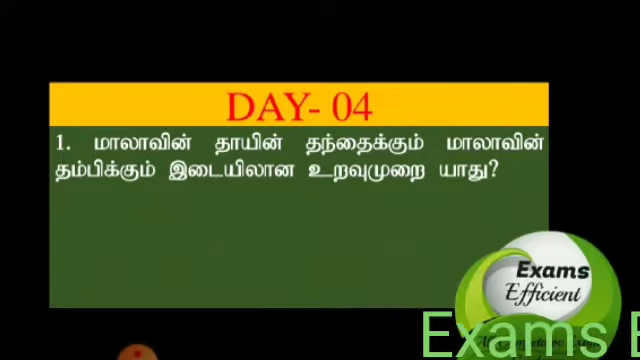 DAY- 04
1. மாலாவின் தாயின் தந்தைக்கும் மாலாவின்
தம்பிக்கும் இடையிலான உறவுமுறை யாது?
Exams
Efficient
Exams E